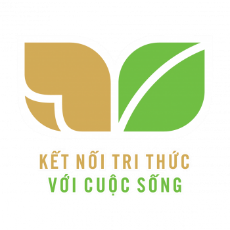 KẾT NỐI TRI THỨC
VỚI CUỘC SỐNG